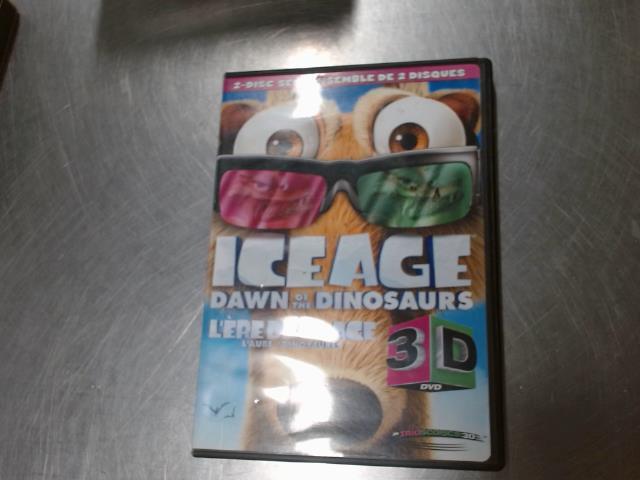 2-DISC SET/ENSEMBLE DE 2 DISQUES
ICE AGE
DAWN OF THE DINOSAURS
L'ÈRE
3D
DVD